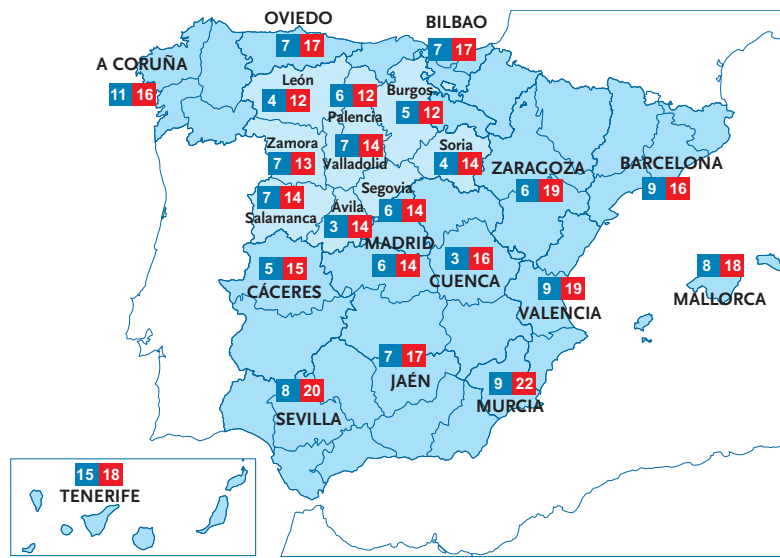 OVIEDO
7 17
BILBAO
7 17
A CORUÑA
11 16
León
4 12
6 12
Palencia
Burgos
5 12
Zamora
7 13
7 14
Valladolid
Soria
4 14
ZARAGOZA
6 19
BARCELONA
9 16
7 14
Salamanca
Ávila
3 14
Segovia
6 14
MADRID
6 14
3 16
CUENCA
5 15
CÁCERES
9 19
VALENCIA
8 18
MALLORCA
7 17
JAÉN
9 22
MURCIA
8 20
SEVILLA
15 18
TENERIFE